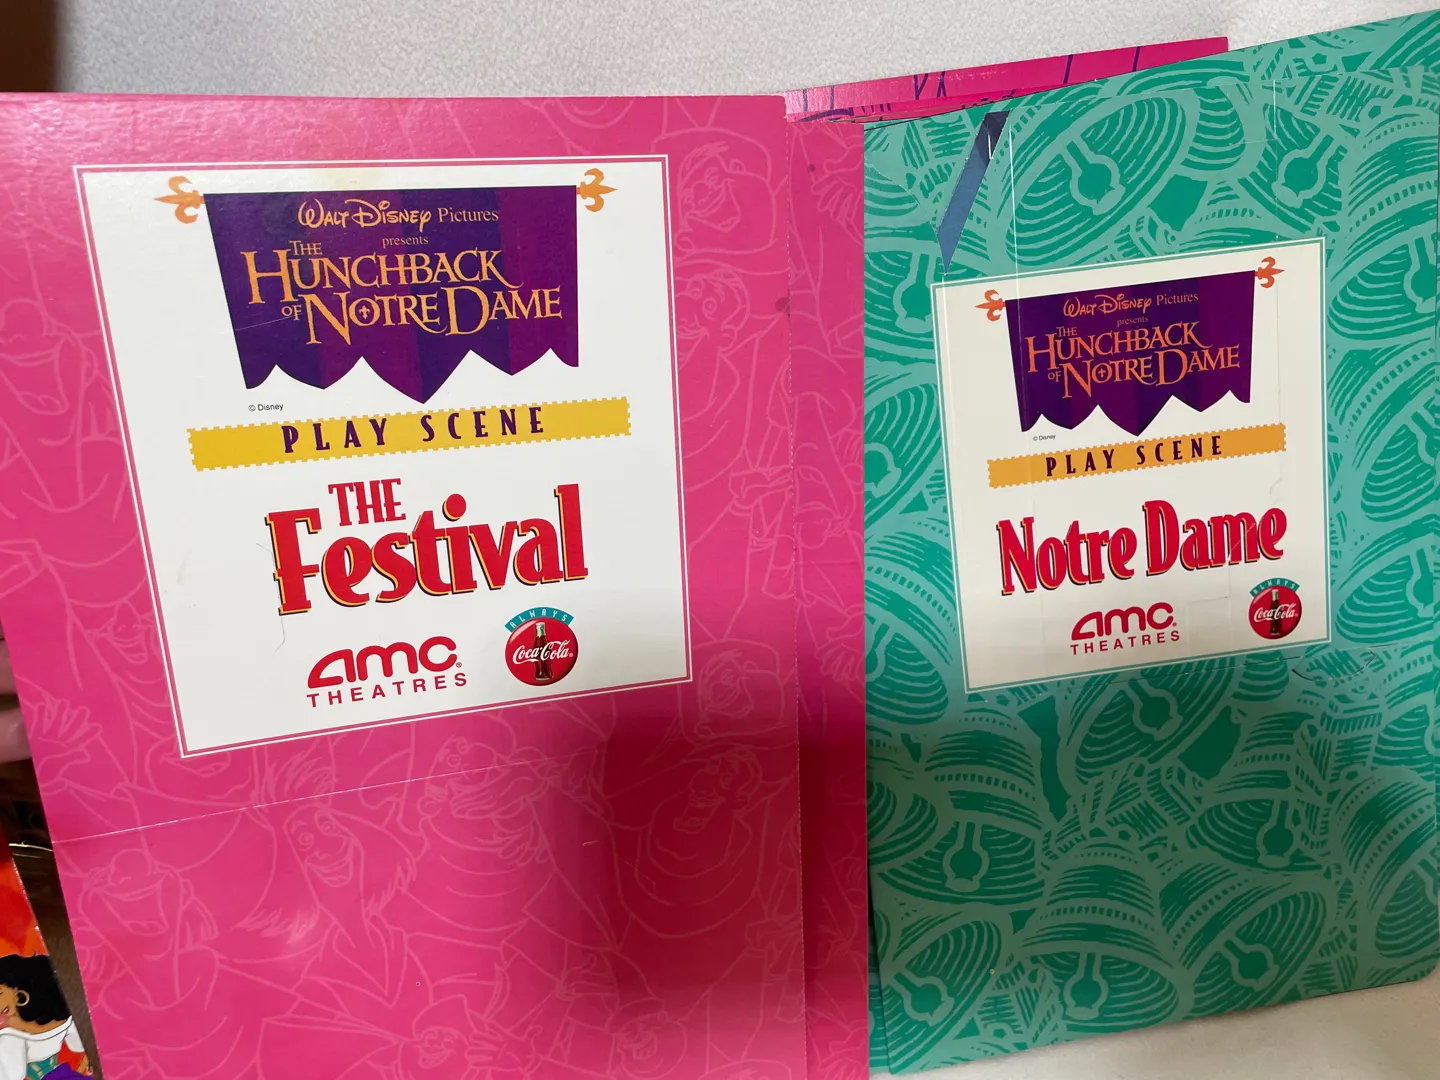 WALT DISNEY Pictures
presents
THE
HUNCHBACK
OF NOTRE DAME
© Disney
PLAY SCENE
THE
Festival
amc
THEATRES
ALWAYS
Coca-Cola
WALT DISNEY Pictures
presents
THE
HUNCHBACK
OF NOTRE DAME
© Disney
PLAY SCENE
Notre Dame
amc
THEATRES
ALWAYS
Coca-Cola